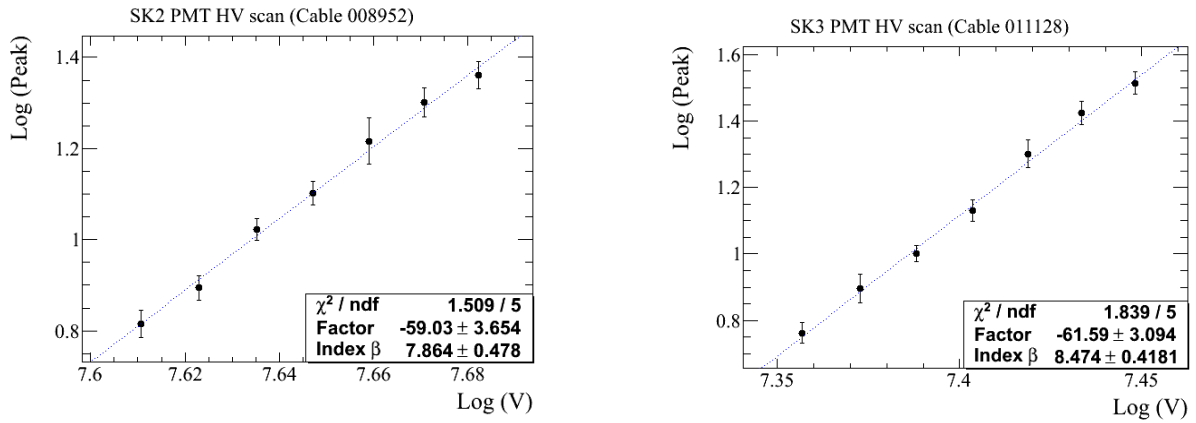 SK2 PMT HV scan (Cable 008952)
Log (Peak)
1.4
1.2
1
0.8
χ² / ndf 1.509 / 5
Factor -59.03 ± 3.654
Index β 7.864 ± 0.478
7.6 7.62 7.64 7.66 7.68
Log (V)
SK3 PMT HV scan (Cable 011128)
Log (Peak)
1.6
1.4
1.2
1
0.8
χ² / ndf 1.839 / 5
Factor -61.59 ± 3.094
Index β 8.474 ± 0.4181
7.35 7.4 7.45
Log (V)